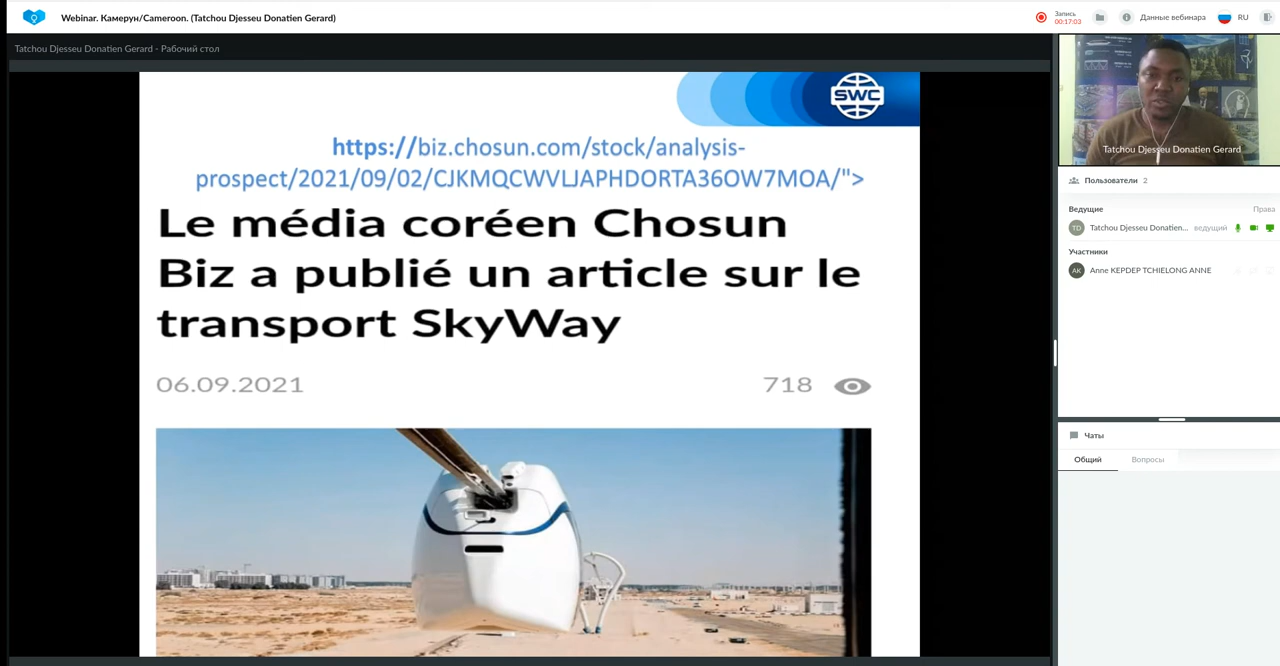 Webinar. Камерун/Cameroon. (Tatchou Djesseu Donatien Gerard)
Запись
00:17:03
Данные вебинара
RU
Tatchou Djesseu Donatien Gerard - Рабочий стол
SWC
https://biz.chosun.com/stock/analysis-
prospect/2021/09/02/CJKMQCWVLJAPHDORTA36OW7MOA/">
Le média coréen Chosun
Biz a publié un article sur le
transport SkyWay
06.09.2021
718
Tatchou Djesseu Donatien Gerard
Пользователи 2
Ведущие
Права
TD
Tatchou Djesseu Donatien...
ведущий
Участники
AK
Anne KEPDEP TCHIELONG ANNE
Чаты
Общий
Вопросы